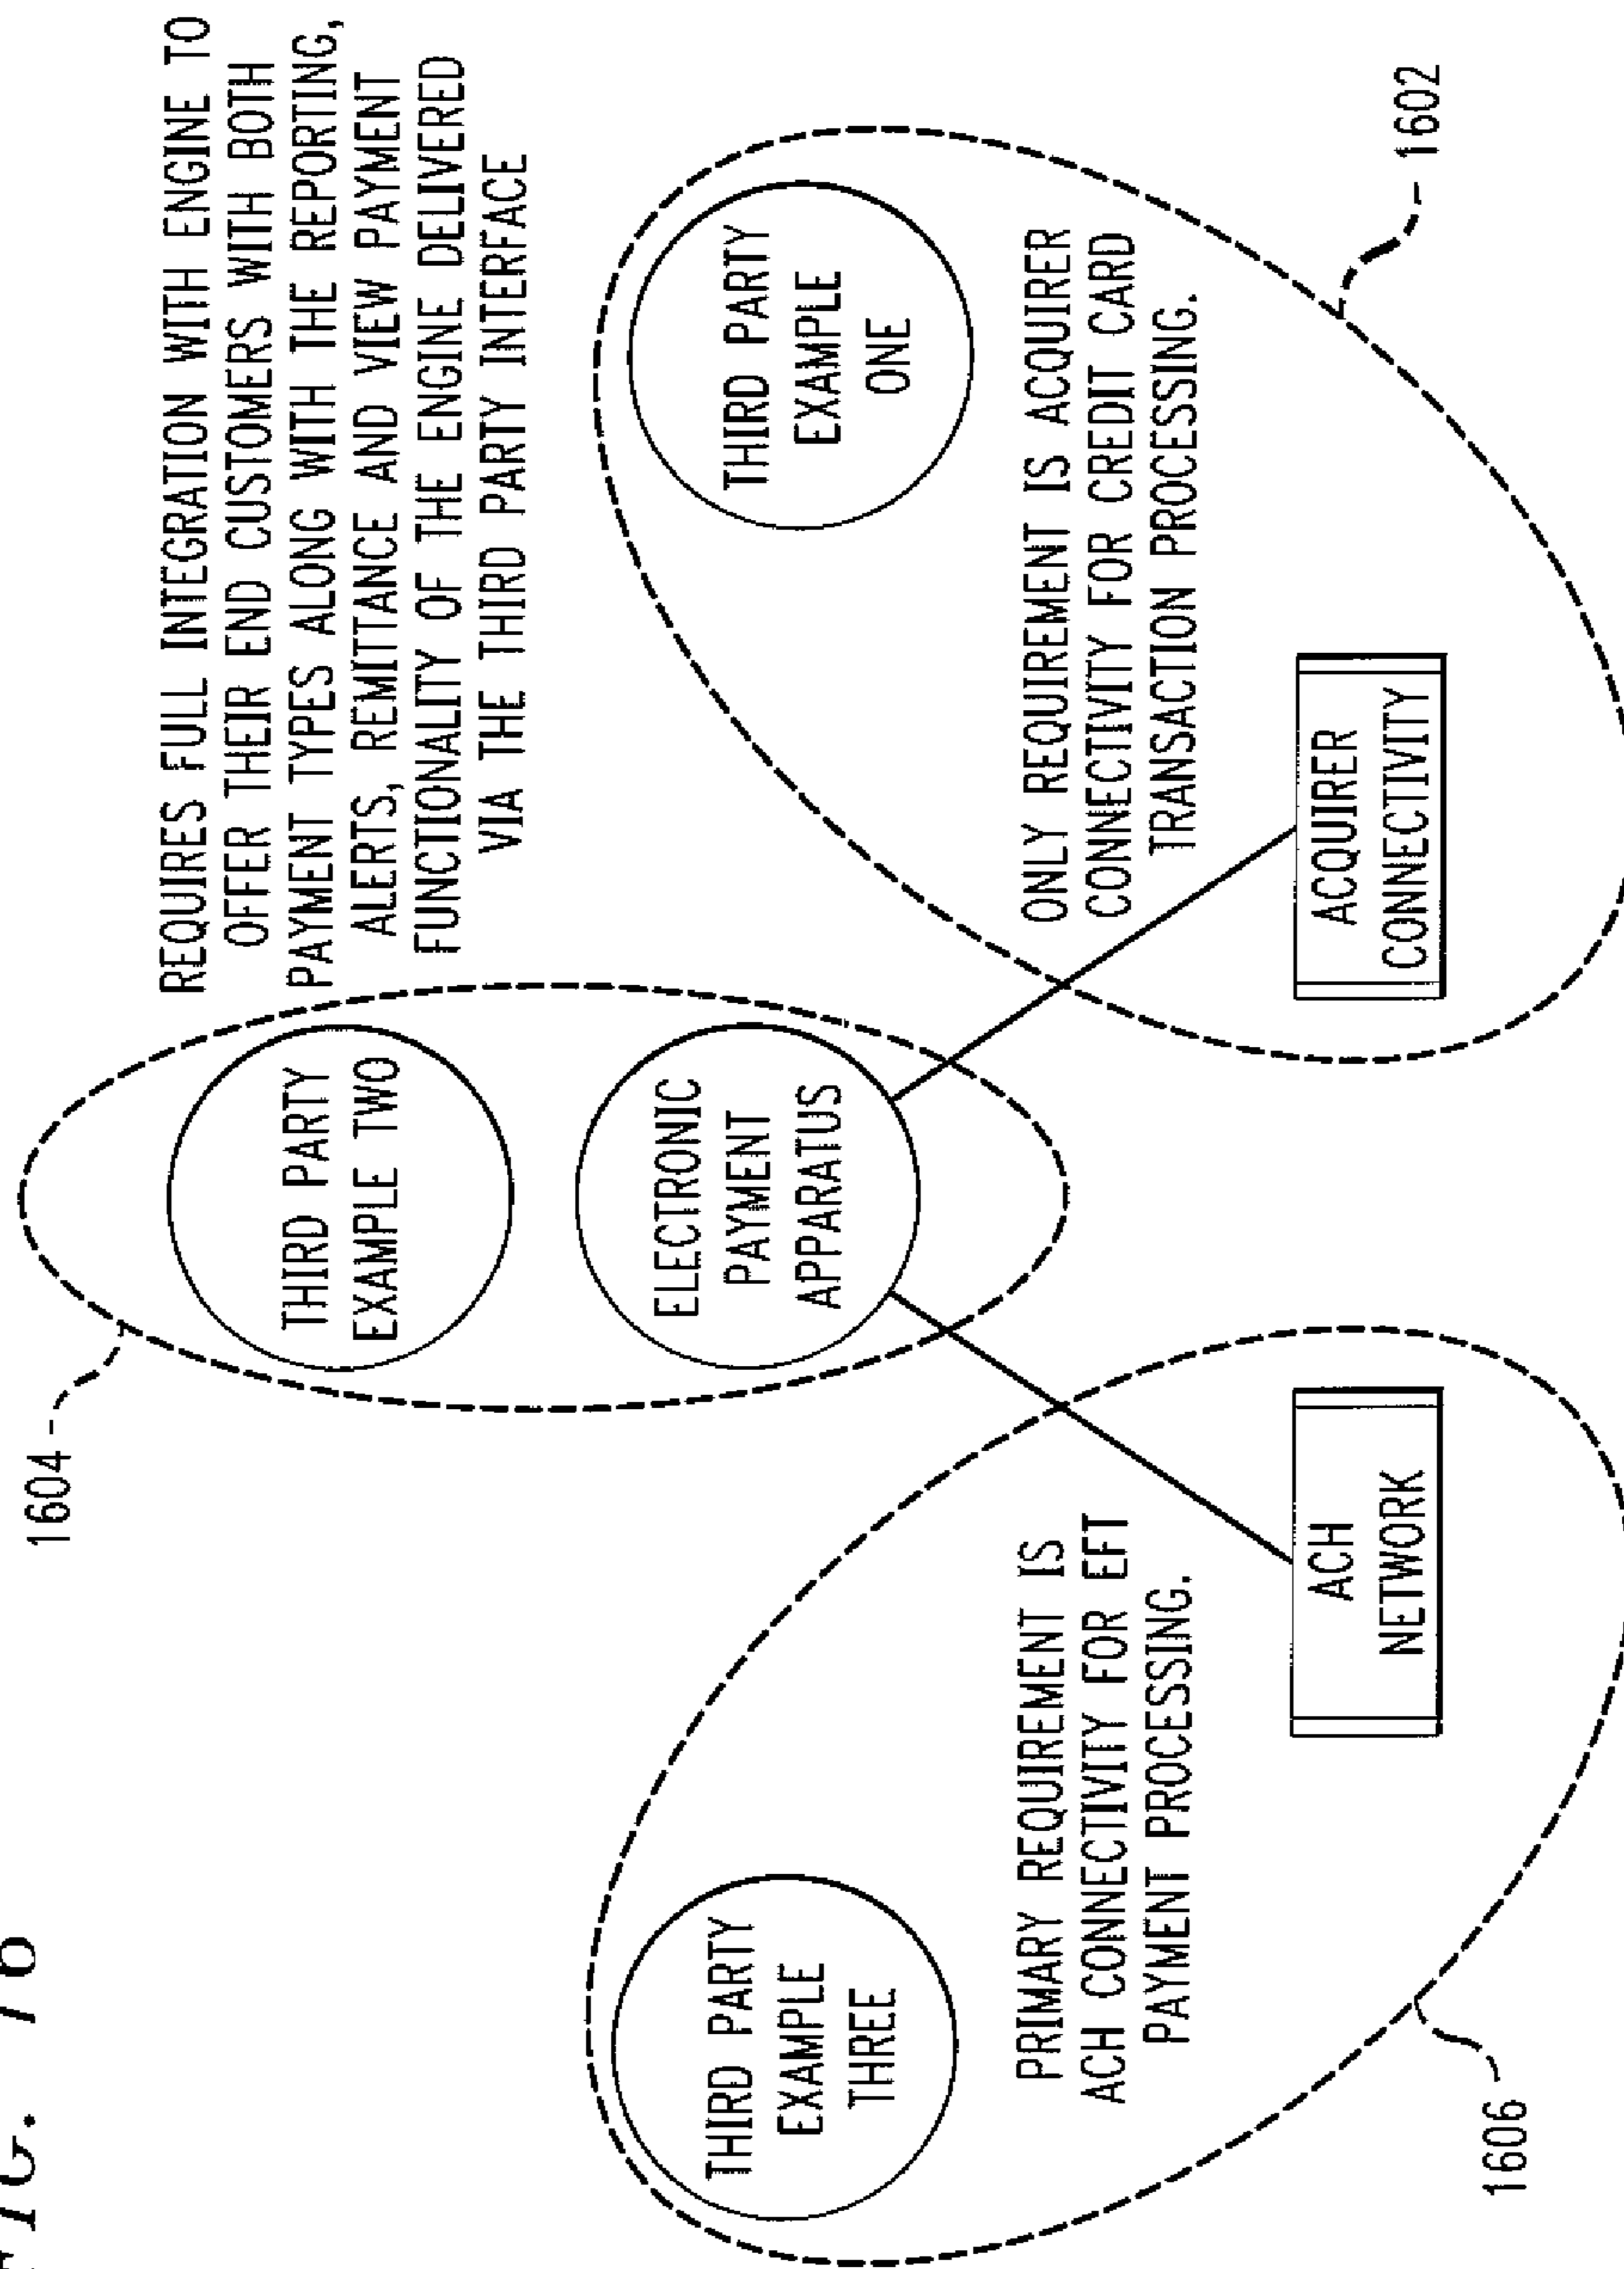 FIG. 16
1604
REQUIRES FULL INTEGRATION WITH ENGINE TO
OFFER THEIR END CUSTOMERS WITH BOTH
PAYMENT TYPES ALONG WITH THE REPORTING,
ALERTS, REMITTANCE AND VIEW PAYMENT
FUNCTIONALITY OF THE ENGINE DELIVERED
VIA THE THIRD PARTY INTERFACE
THIRD PARTY
EXAMPLE TWO
ELECTRONIC
PAYMENT
APPARATUS
THIRD PARTY
EXAMPLE
THREE
PRIMARY REQUIREMENT IS
ACH CONNECTIVITY FOR EFT
PAYMENT PROCESSING.
ACH
NETWORK
1606
THIRD PARTY
EXAMPLE
ONE
ONLY REQUIREMENT IS ACQUIRER
CONNECTIVITY FOR CREDIT CARD
TRANSACTION PROCESSING.
ACQUIRER
CONNECTIVITY
1602